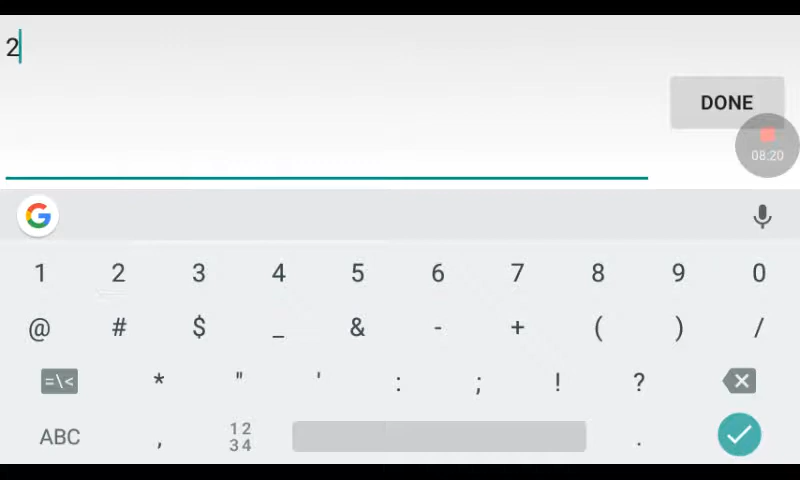 2
DONE
08:20
G
1 2 3 4 5 6 7 8 9 0
@ # $ _ & - + ( ) /
=\< * " ' : ; ! ?
ABC , 12 34 .